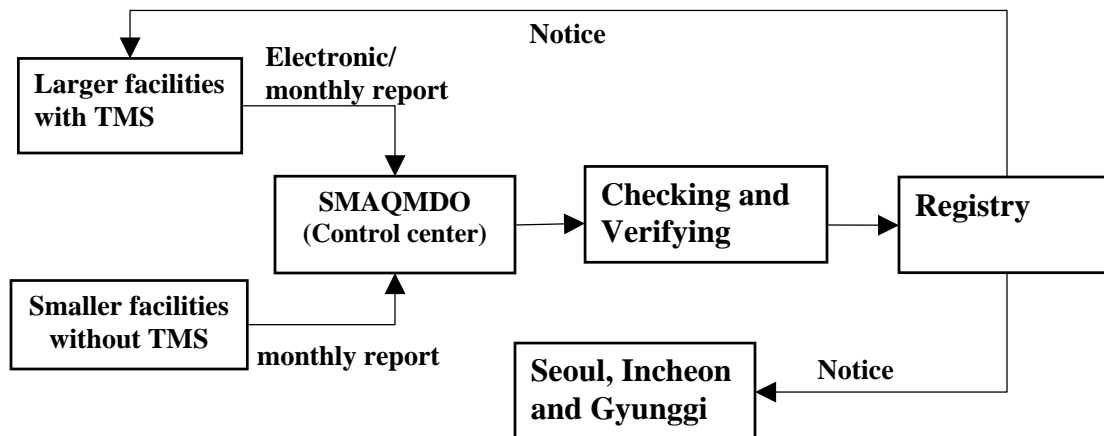 Notice
Electronic/
monthly report
Larger facilities
with TMS
SMAQMDO
(Control center)
Checking and
Verifying
Registry
Smaller facilities
without TMS
monthly report
Seoul, Incheon
and Gyunggi
Notice